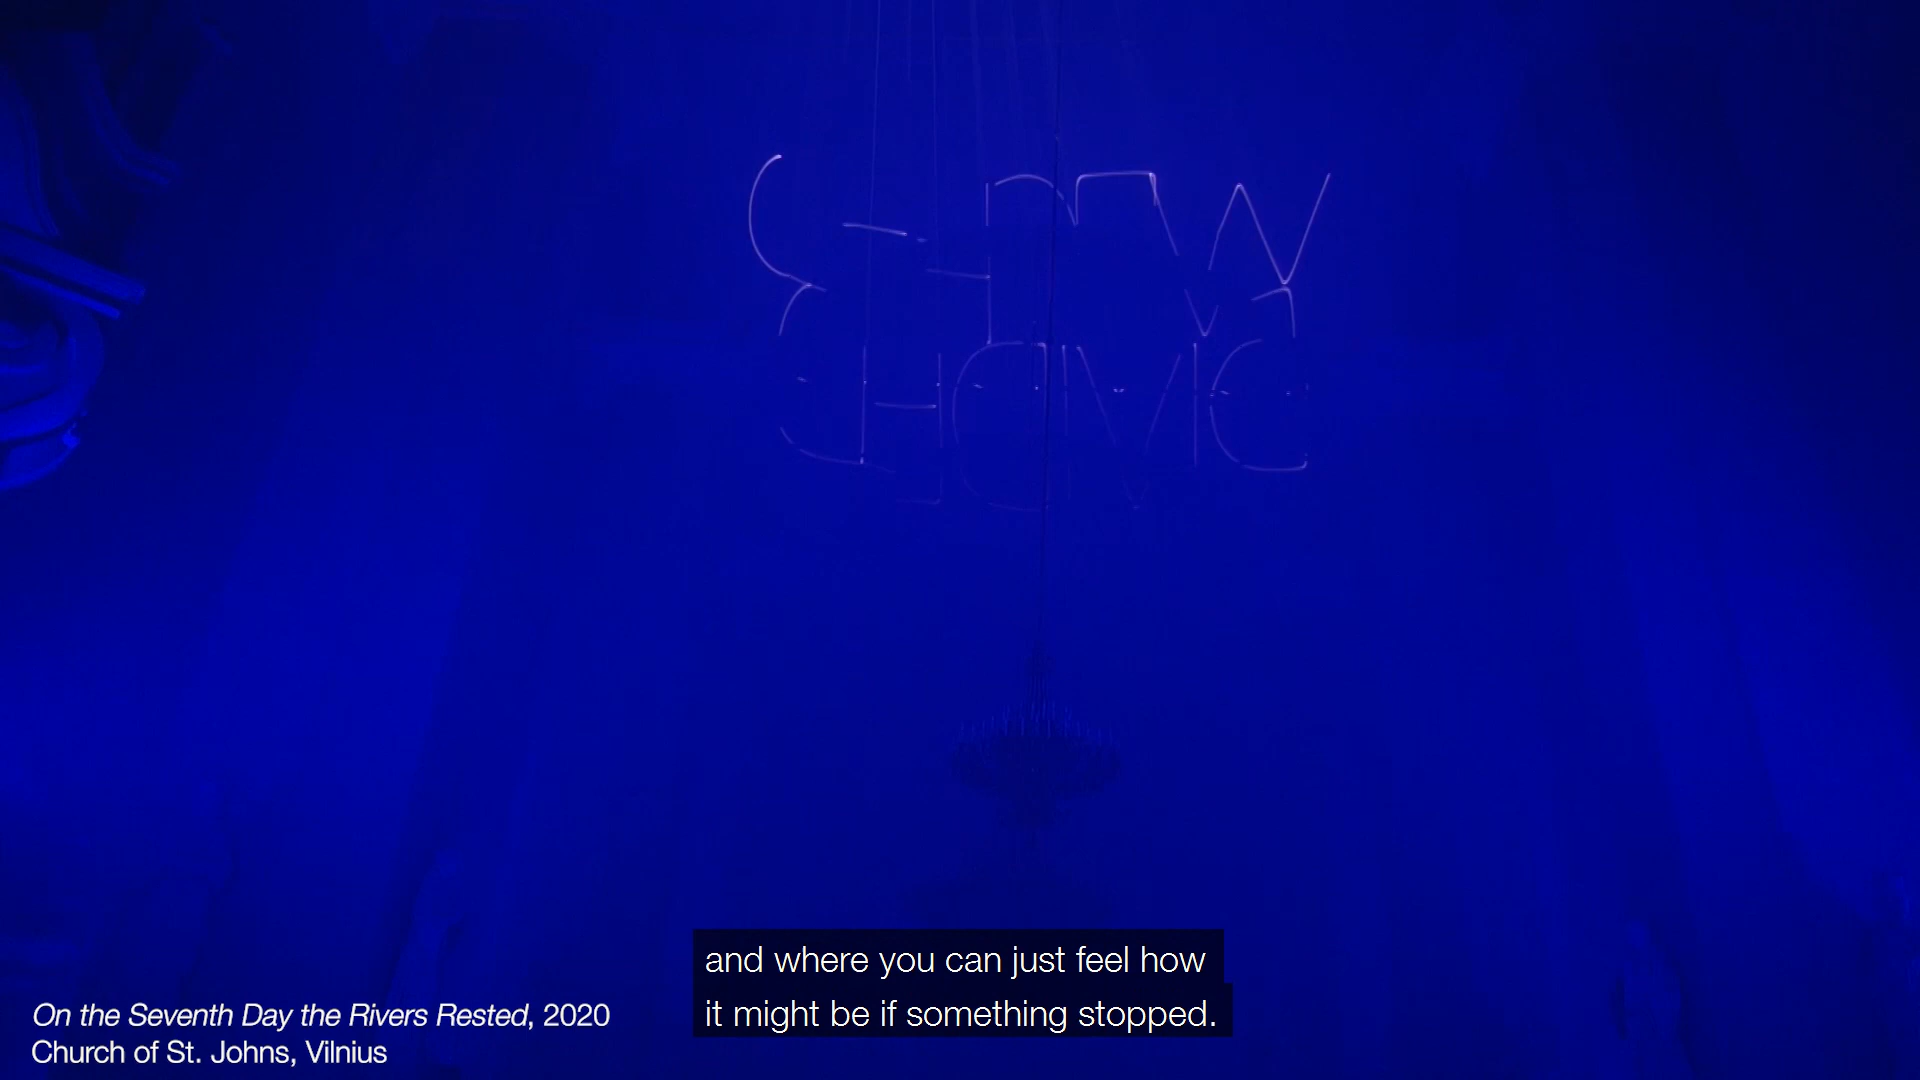 and where you can just feel how
it might be if something stopped.
On the Seventh Day the Rivers Rested, 2020
Church of St. Johns, Vilnius